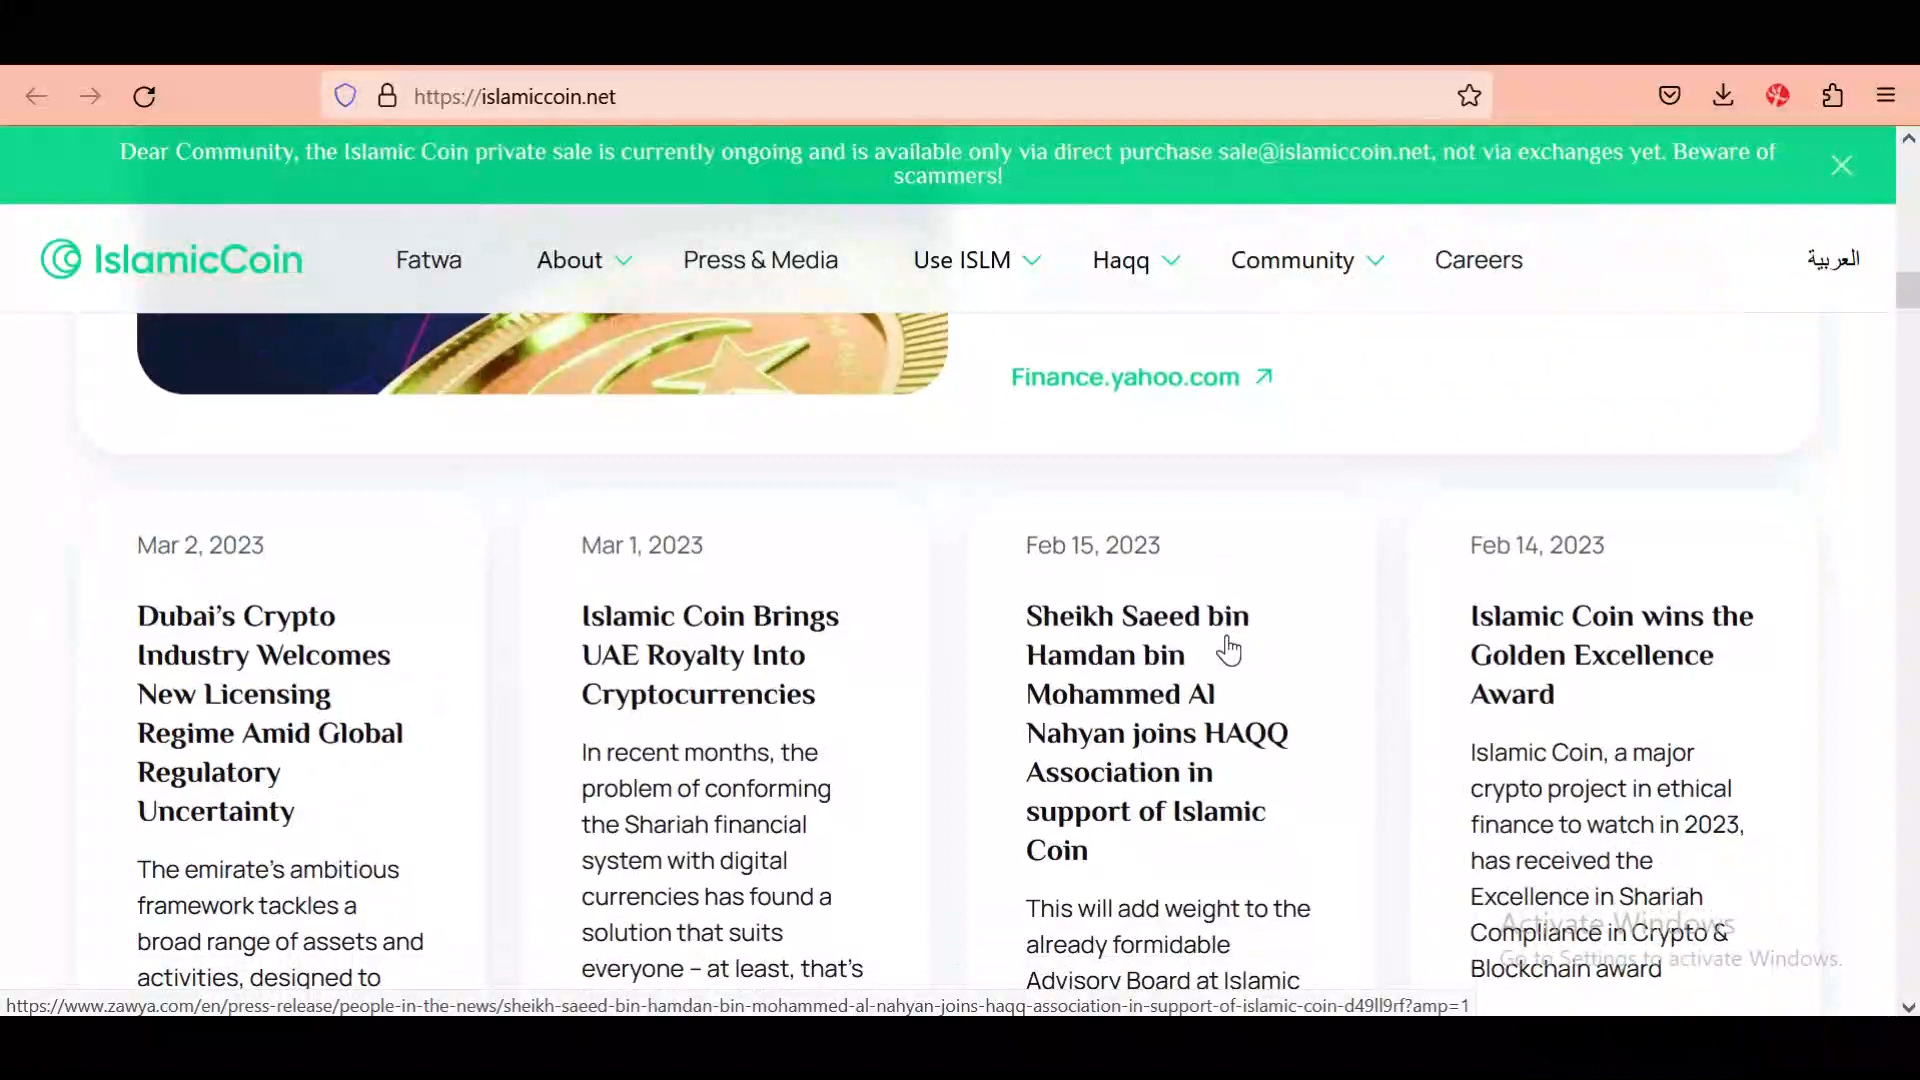 https://islamiccoin.net
Dear Community, the Islamic Coin private sale is currently ongoing and is available only via direct purchase sale@islamiccoin.net, not via exchanges yet. Beware of
scammers!
IslamicCoin
Fatwa
About
Press & Media
Use ISLM
Haqq
Community
Careers
العربية
Finance.yahoo.com
Mar 2, 2023
Dubai’s Crypto
Industry Welcomes
New Licensing
Regime Amid Global
Regulatory
Uncertainty
The emirate’s ambitious
framework tackles a
broad range of assets and
activities, designed to
Mar 1, 2023
Islamic Coin Brings
UAE Royalty Into
Cryptocurrencies
In recent months, the
problem of conforming
the Shariah financial
system with digital
currencies has found a
solution that suits
everyone – at least, that’s
Feb 15, 2023
Sheikh Saeed bin
Hamdan bin
Mohammed Al
Nahyan joins HAQQ
Association in
support of Islamic
Coin
This will add weight to the
already formidable
Advisory Board at Islamic
Feb 14, 2023
Islamic Coin wins the
Golden Excellence
Award
Islamic Coin, a major
crypto project in ethical
finance to watch in 2023,
has received the
Excellence in Shariah
Compliance in Crypto &
Blockchain award
Activate Windows
Go to Settings to activate Windows.
https://www.zawya.com/en/press-release/people-in-the-news/sheikh-saeed-bin-hamdan-bin-mohammed-al-nahyan-joins-haqq-association-in-support-of-islamic-coin-d49ll9rf?amp=1